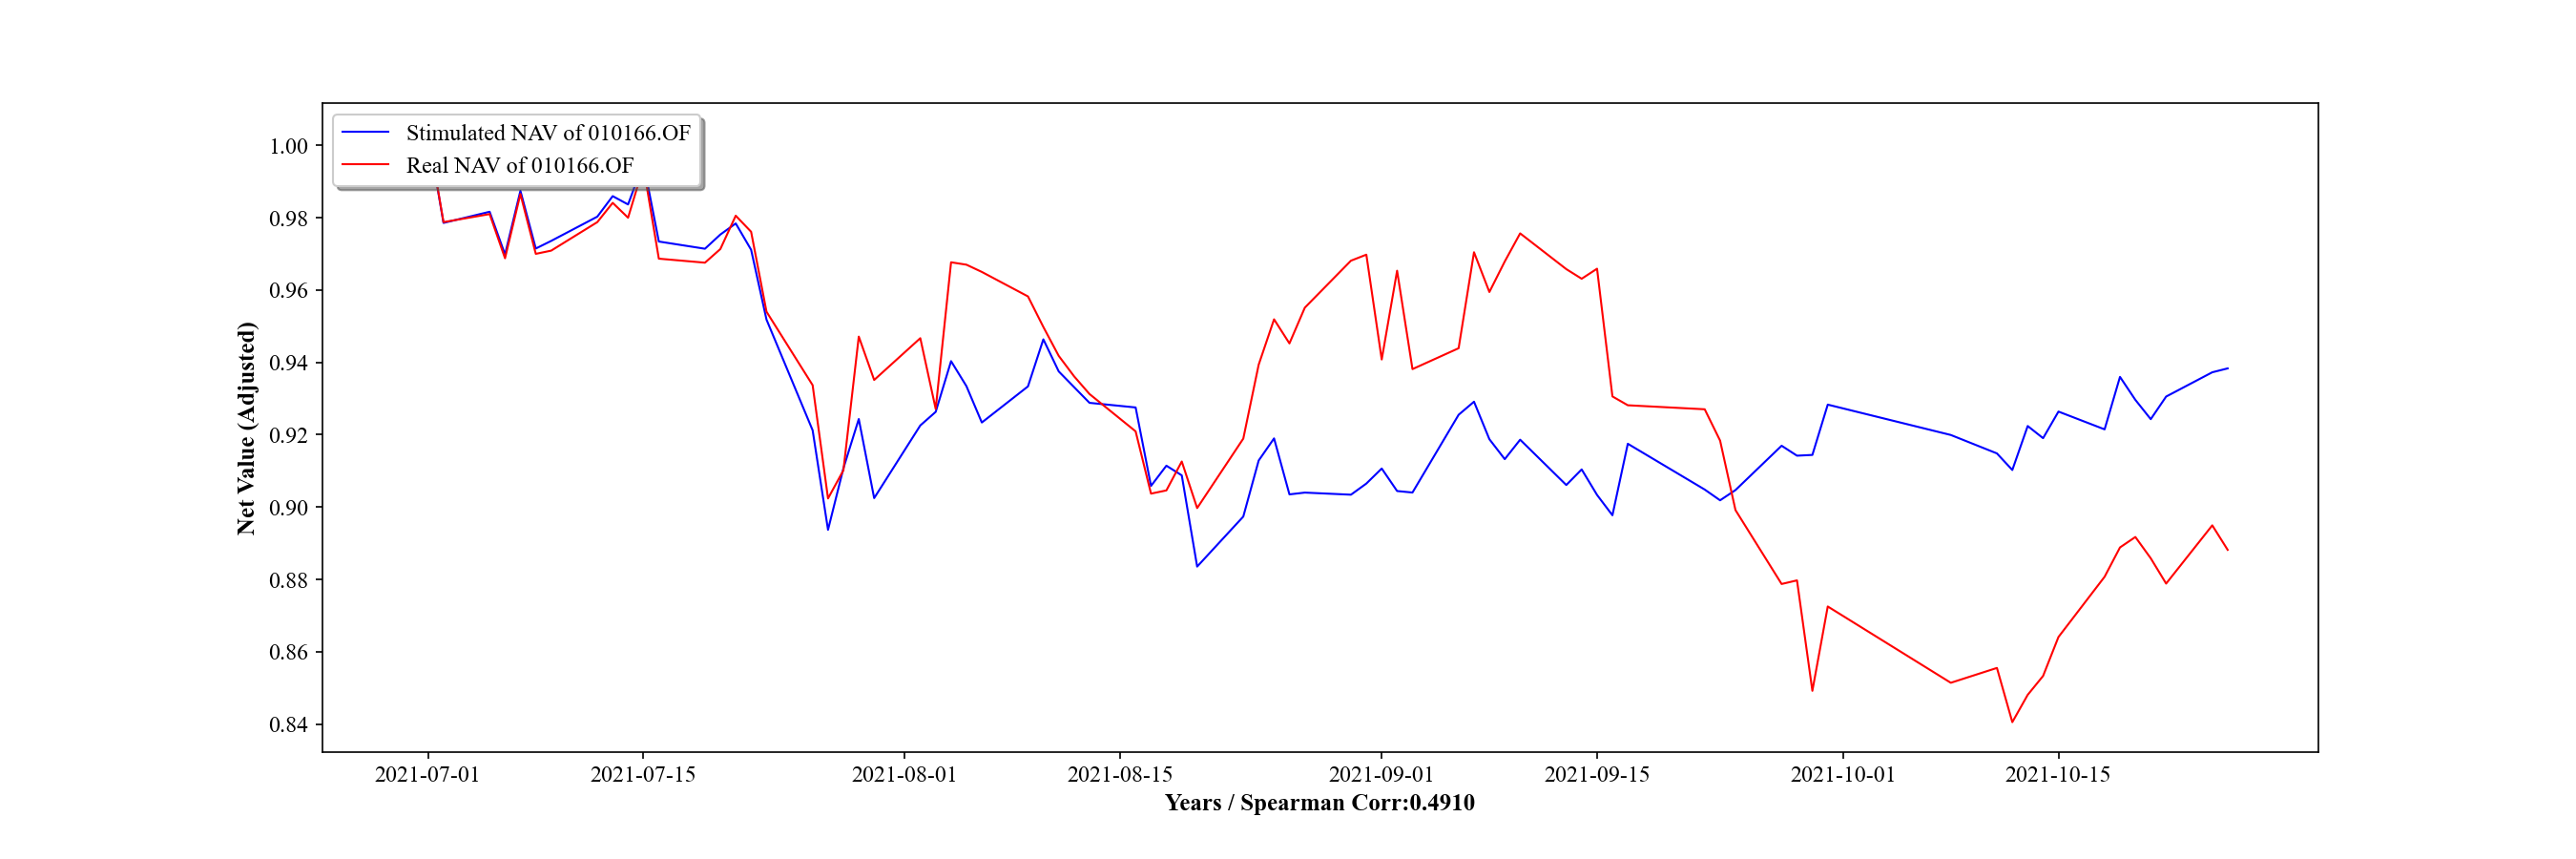 Stimulated NAV of 010166.OF
Real NAV of 010166.OF
Net Value (Adjusted)
1.00
0.98
0.96
0.94
0.92
0.90
0.88
0.86
0.84
2021-07-01 2021-07-15 2021-08-01 2021-08-15 2021-09-01 2021-09-15 2021-10-01 2021-10-15
Years / Spearman Corr:0.4910